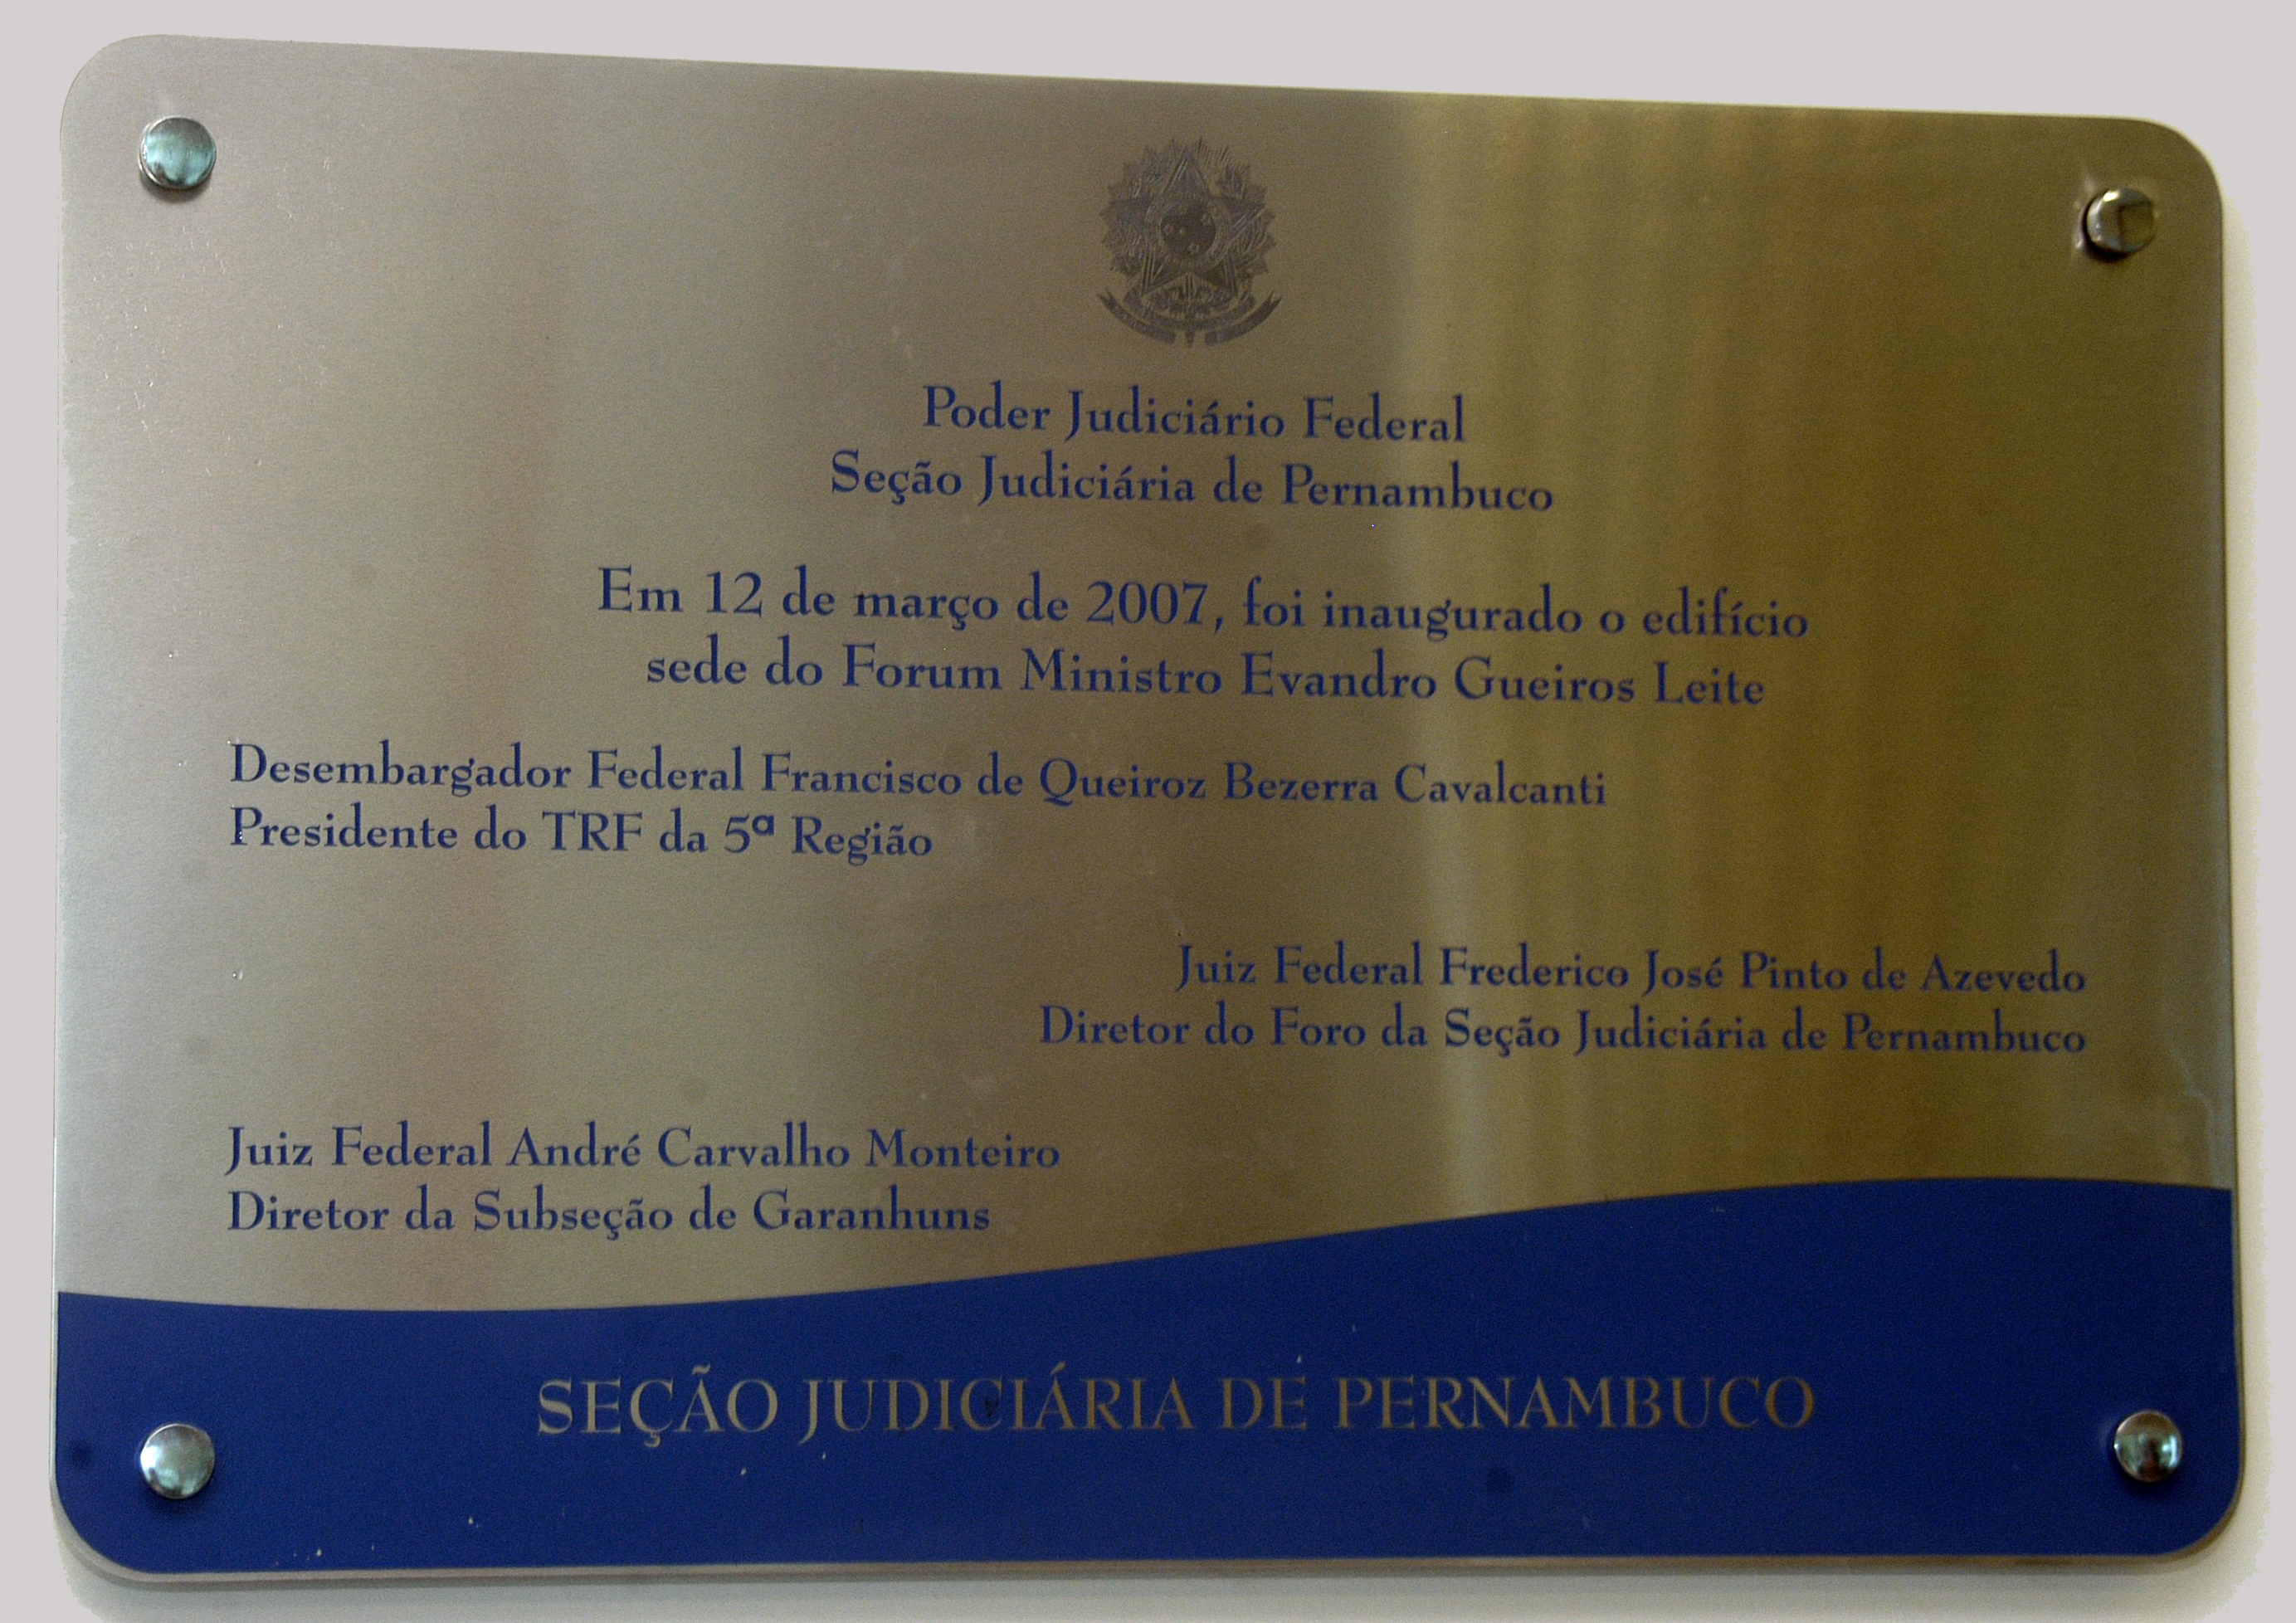 Poder Judiciário Federal
Seção Judiciária de Pernambuco
Em 12 de março de 2007, foi inaugurado o edifício
sede do Forum Ministro Evandro Gueiros Leite
Desembargador Federal Francisco de Queiroz Bezerra Cavalcanti
Presidente do TRF da 5ª Região
Juiz Federal Frederico José Pinto de Azevedo
Diretor do Foro da Seção Judiciária de Pernambuco
Juiz Federal André Carvalho Monteiro
Diretor da Subseção de Garanhuns
SEÇÃO JUDICIÁRIA DE PERNAMBUCO